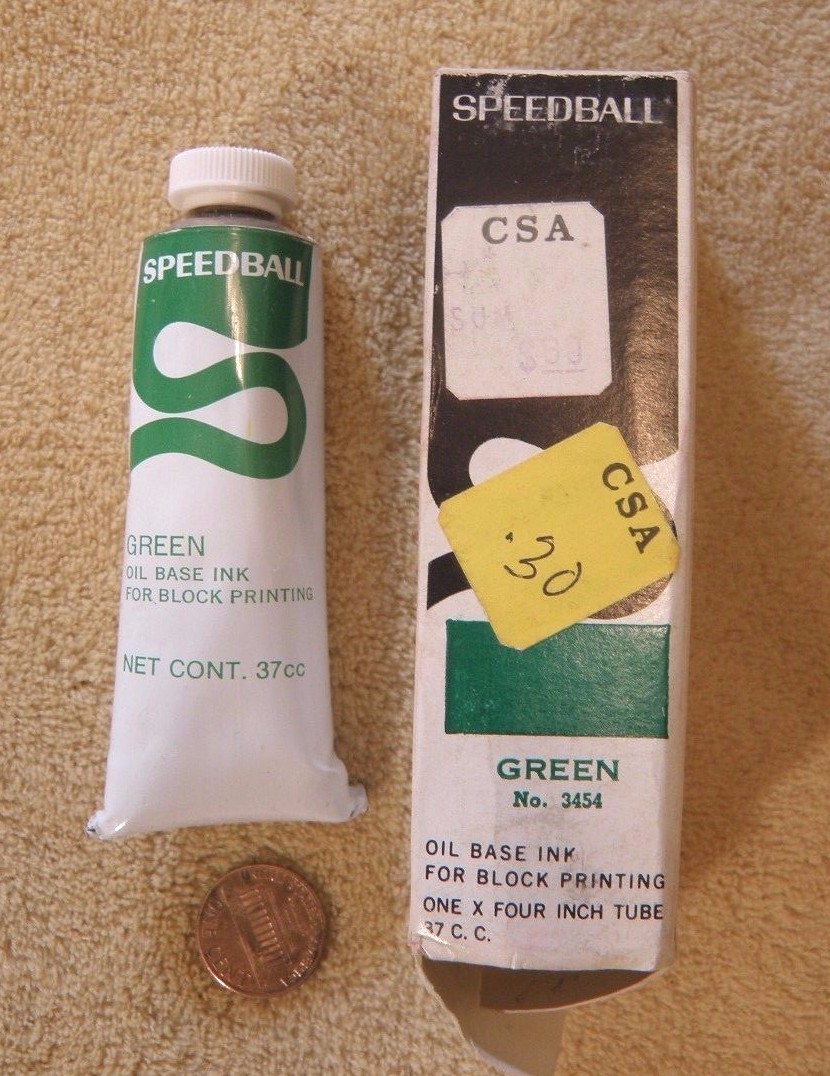 SPEEDBALL
GREEN
OIL BASE INK
FOR BLOCK PRINTING
NET CONT. 37cc
SPEEDBALL
CSA
CSA
.30
GREEN
No. 3454
OIL BASE INK
FOR BLOCK PRINTING
ONE X FOUR INCH TUBE
37 C. C.